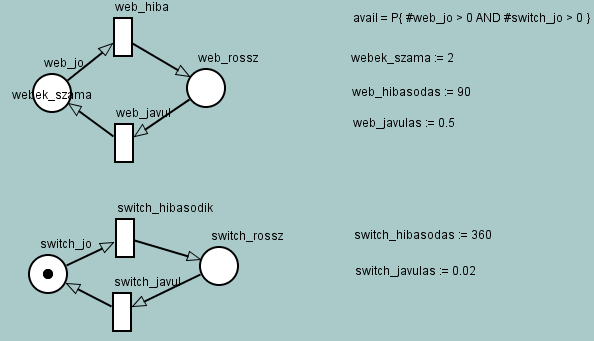 web_hiba
avail = P{ #web_jo > 0 AND #switch_jo > 0 }
web_jo
web_rossz
webek_szama := 2
webek_szama
web_hibasodas := 90
web_javul
web_javulas := 0.5
switch_hibasodik
switch_jo
switch_rossz
switch_hibasodas := 360
switch_javul
switch_javulas := 0.02